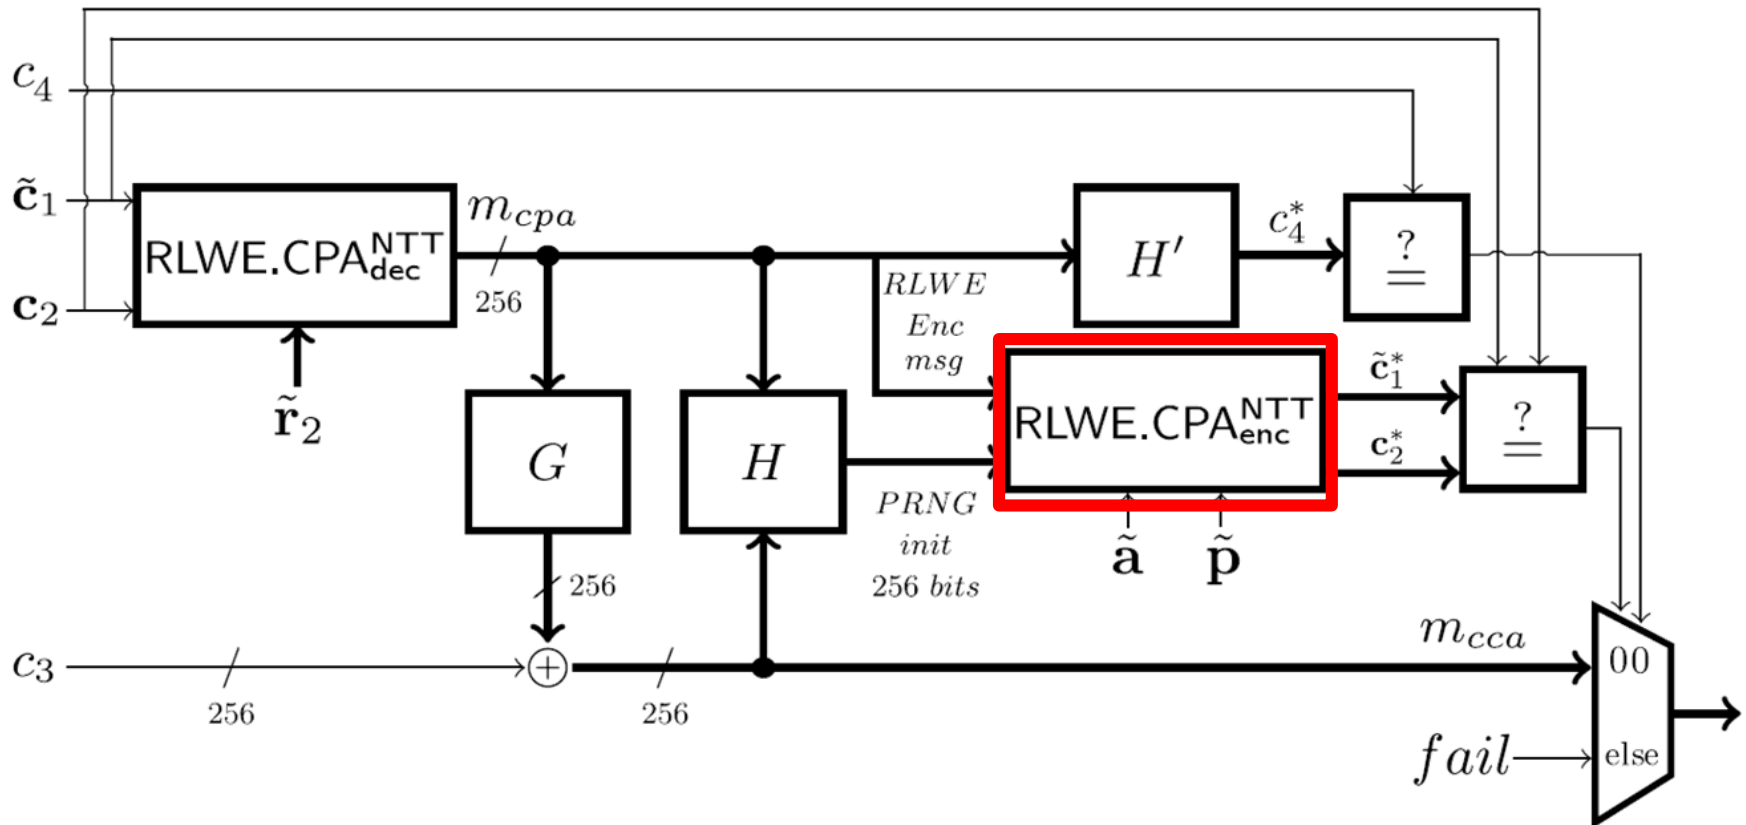 c₄
c̃₁
RLWE.CPA^NTT_dec
m_cpa
256
c₂
r̃₂
H′
c₄*
?
=
RLWE
Enc
msg
RLWE.CPA^NTT_enc
c̃₁*
c₂*
?
=
G
H
PRNG
init
256 bits
ã
p̃
256
c₃
256
+
256
m_cca
00
fail
else